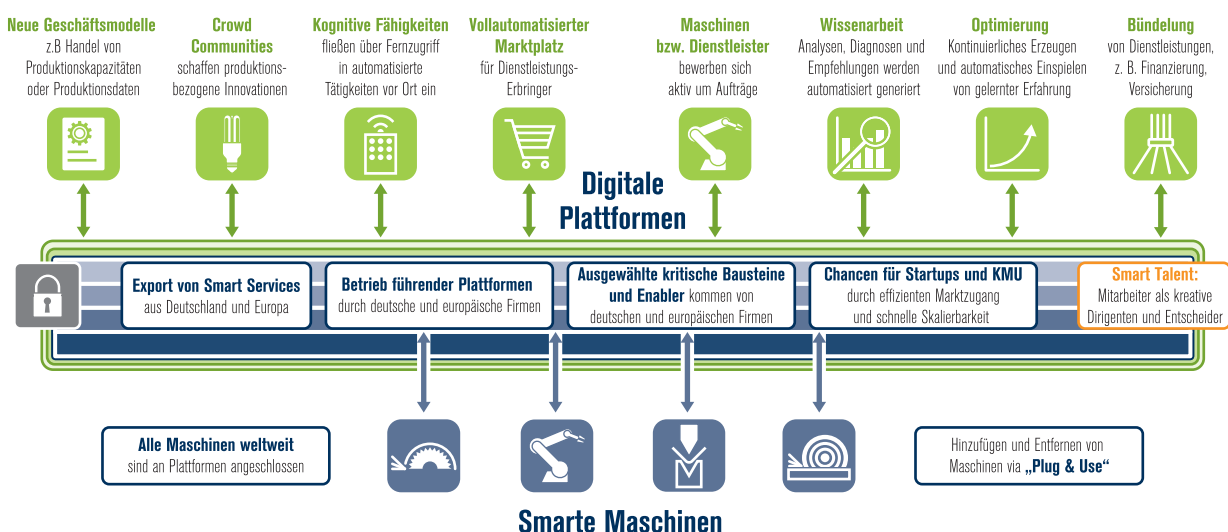 Neue Geschäftsmodelle
z.B Handel von
Produktionskapazitäten
oder Produktionsdaten
Crowd
Communities
schaffen produktions-
bezogene Innovationen
Kognitive Fähigkeiten
fließen über Fernzugriff
in automatisierte
Tätigkeiten vor Ort ein
Vollautomatisierter
Marktplatz
für Dienstleistungs-
Erbringer
Maschinen
bzw. Dienstleister
bewerben sich
aktiv um Aufträge
Wissenarbeit
Analysen, Diagnosen und
Empfehlungen werden
automatisiert generiert
Optimierung
Kontinuierliches Erzeugen
und automatisches Einspielen
von gelernter Erfahrung
Bündelung
von Dienstleistungen,
z. B. Finanzierung,
Versicherung
Digitale
Plattformen
Export von Smart Services
aus Deutschland und Europa
Betrieb führender Plattformen
durch deutsche und europäische Firmen
Ausgewählte kritische Bausteine
und Enabler kommen von
deutschen und europäischen Firmen
Chancen für Startups und KMU
durch effizienten Marktzugang
und schnelle Skalierbarkeit
Smart Talent:
Mitarbeiter als kreative
Dirigenten und Entscheider
Alle Maschinen weltweit
sind an Plattformen angeschlossen
Hinzufügen und Entfernen von
Maschinen via „Plug & Use“
Smarte Maschinen